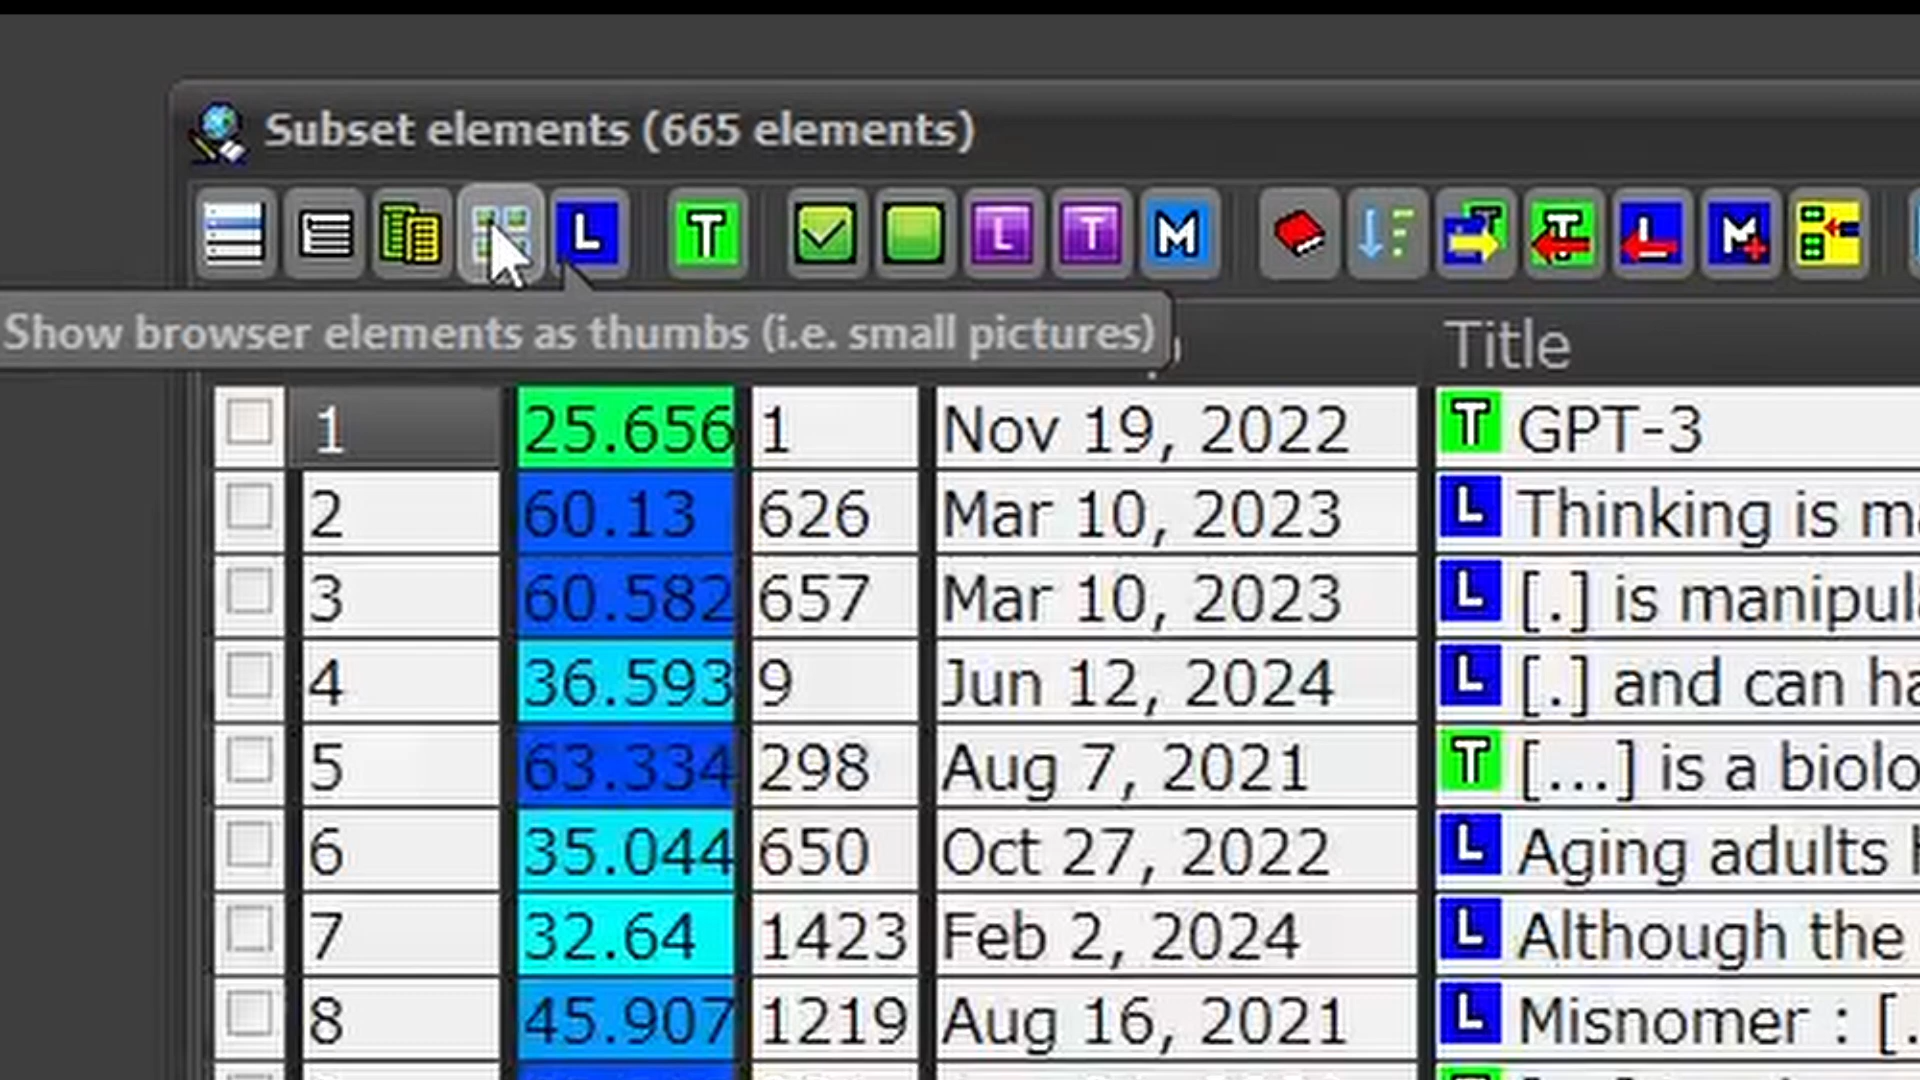 Subset elements (665 elements)
L T L T M T T L M
Show browser elements as thumbs (i.e. small pictures)
Title
1 25.656 1 Nov 19, 2022 T GPT-3
2 60.13 626 Mar 10, 2023 L Thinking is
3 60.582 657 Mar 10, 2023 L [.] is
4 36.593 9 Jun 12, 2024 L [.] and can
5 63.334 298 Aug 7, 2021 T [...] is a
6 35.044 650 Oct 27, 2022 L Aging adults
7 32.64 1423 Feb 2, 2024 L Although the
8 45.907 1219 Aug 16, 2021 L Misnomer : [.